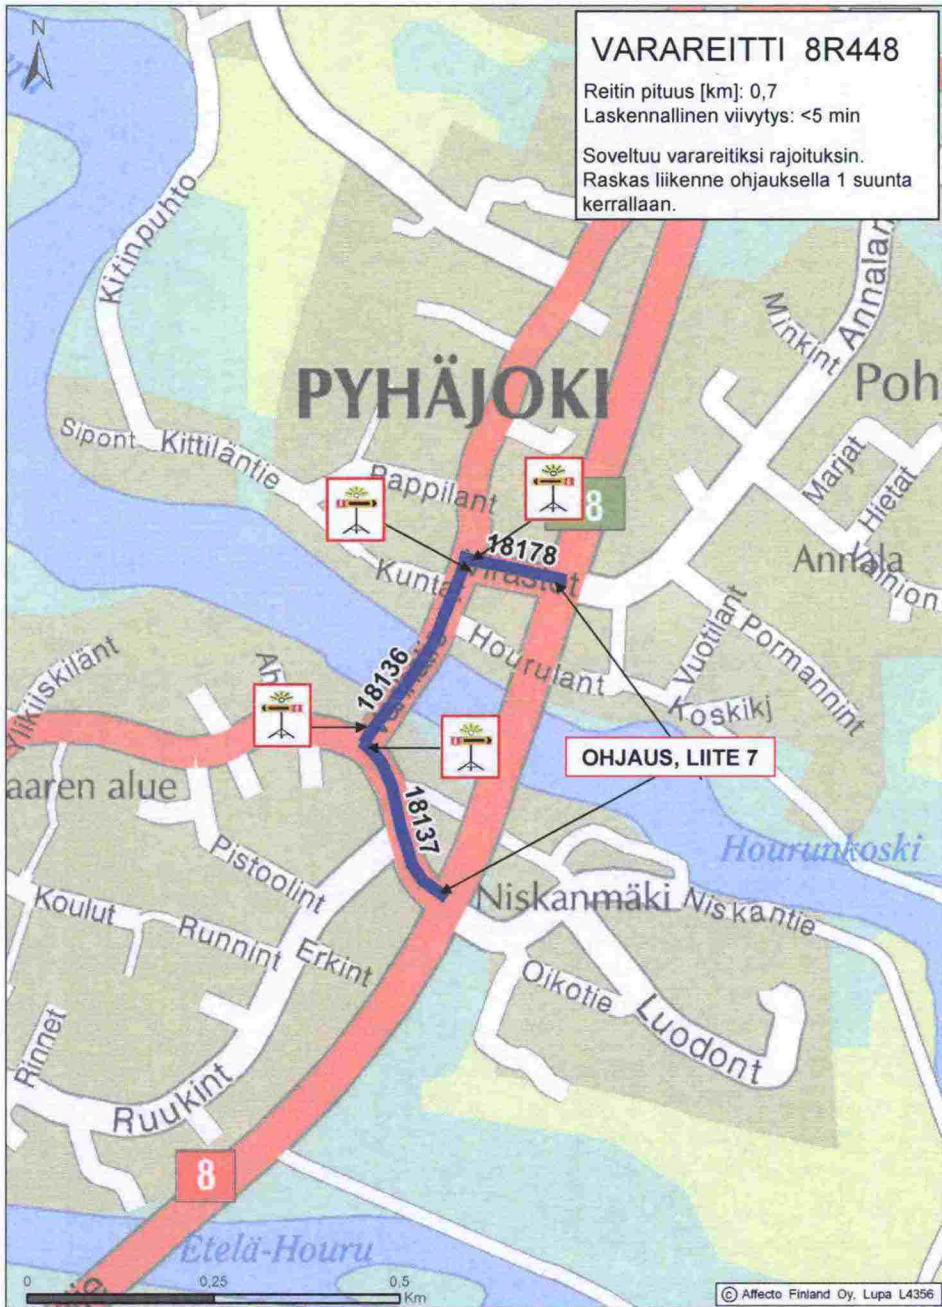 N
VARAREITTI 8R448
Reitin pituus [km]: 0,7
Laskennallinen viivytys: <5 min
Soveltuu varareitiksi rajoituksin.
Raskas liikenne ohjauksella 1 suunta
kerrallaan.
Kitinpuhto
Annalan
Minkint
PYHÄJOKI
Poh
Sipont
Kittiläntie
Pappilant
Marjat
Hietat
8
18178
Annala
Vainion
Kunta
Hourulant
Vuotilant
Pormannint
Koskikj
18136
Ylikiiskilänt
Ah
OHJAUS, LIITE 7
aaren alue
18137
Hourunkoski
Pistoolint
Niskanmäki
Niskantie
Koulut
Runnint
Erkint
Oikotie
Luodont
Rinnet
Ruukint
8
Etelä-Houru
0 0,25 0,5
Km
© Affecto Finland Oy, Lupa L4356